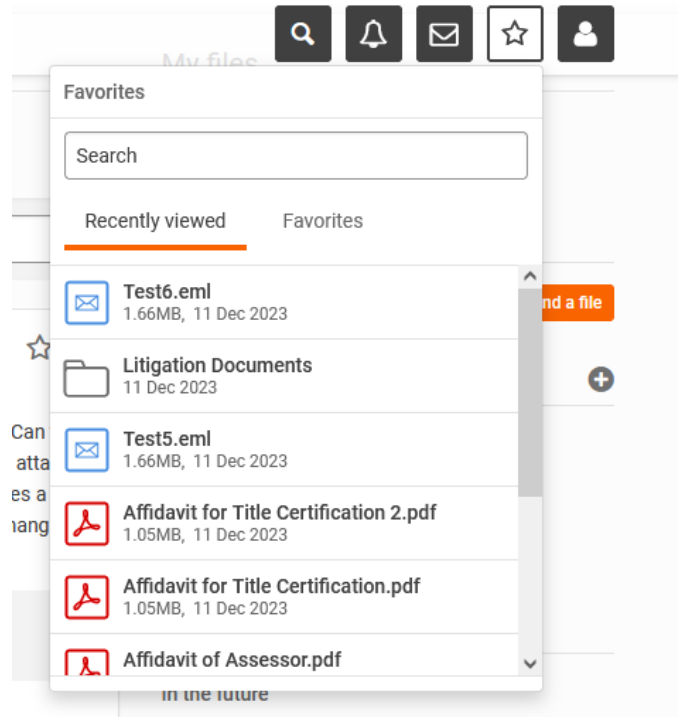 My files
Favorites
Search
Recently viewed Favorites
Test6.eml
1.66MB, 11 Dec 2023
nd a file
Litigation Documents
11 Dec 2023
Can
Test5.eml
1.66MB, 11 Dec 2023
atta
es a
Affidavit for Title Certification 2.pdf
1.05MB, 11 Dec 2023
hang
Affidavit for Title Certification.pdf
1.05MB, 11 Dec 2023
Affidavit of Assessor.pdf
in the future